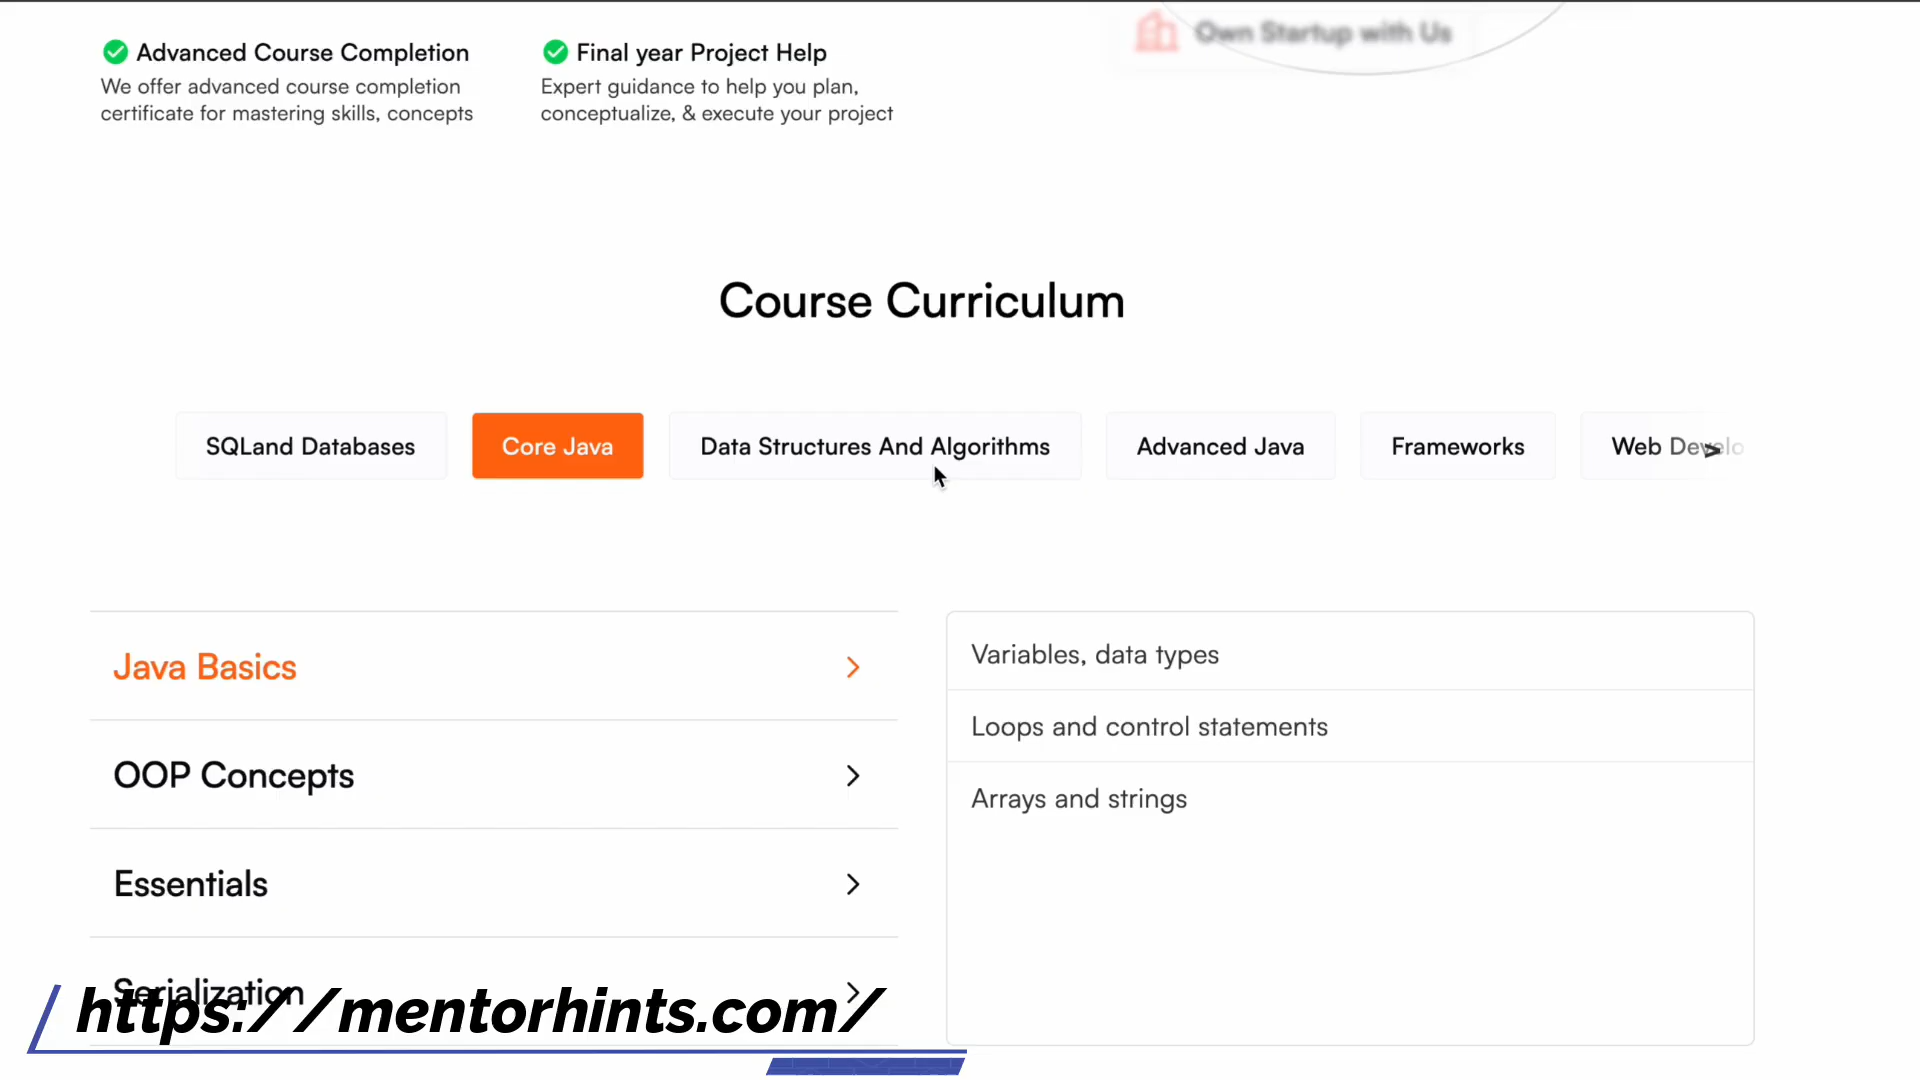 Own Startup with Us
Advanced Course Completion
We offer advanced course completion
certificate for mastering skills, concepts
Final year Project Help
Expert guidance to help you plan,
conceptualize, & execute your project
Course Curriculum
SQLand Databases
Core Java
Data Structures And Algorithms
Advanced Java
Frameworks
Web Develo
Java Basics
OOP Concepts
Essentials
Serialization
Variables, data types
Loops and control statements
Arrays and strings
https://mentorhints.com/